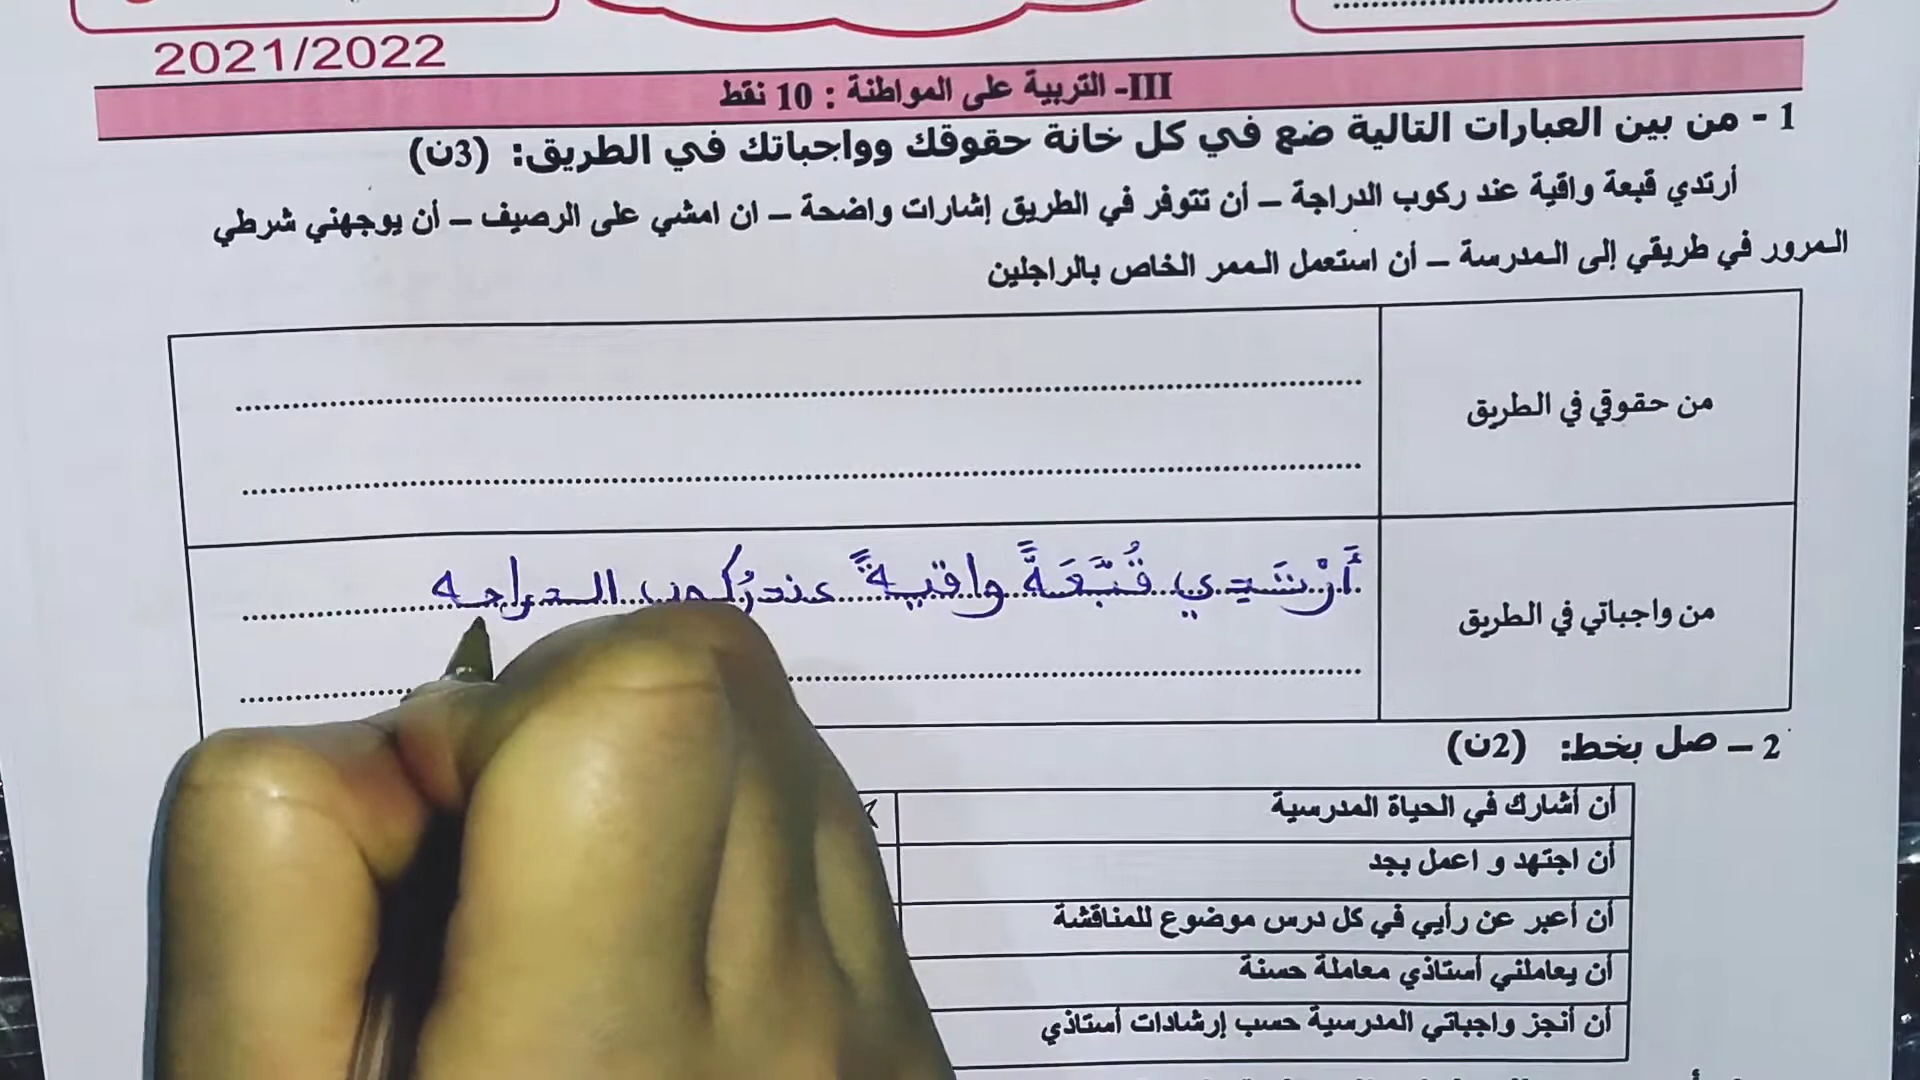 2021/2022
III- التربية على المواطنة : 10 نقط
1 - من بين العبارات التالية ضع في كل خانة حقوقك وواجباتك في الطريق: (3ن)
أرتدي قبعة واقية عند ركوب الدراجة – أن تتوفر في الطريق إشارات واضحة – ان امشي على الرصيف – أن يوجهني شرطي
المرور في طريقي إلى المدرسة – أن استعمل الممر الخاص بالراجلين
من حقوقي في الطريق
من واجباتي في الطريق
أَرْتَدِي قُبَّعَةً واقيةً عند رُكوب الدراجه
2 – صل بخط: (2ن)
أن أشارك في الحياة المدرسية
أن اجتهد و اعمل بجد
أن أعبر عن رأيي في كل درس موضوع للمناقشة
أن يعاملني أستاذي معاملة حسنة
أن أنجز واجباتي المدرسية حسب إرشادات أستاذي